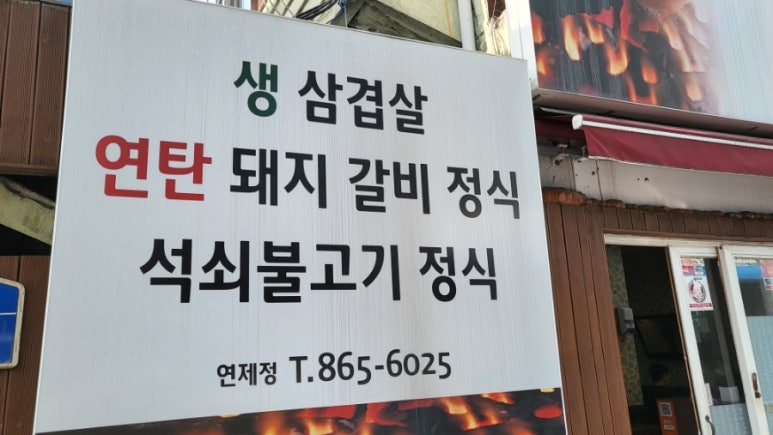 생 삼겹살
연탄 돼지 갈비 정식
석쇠불고기 정식
연제정 T.865-6025